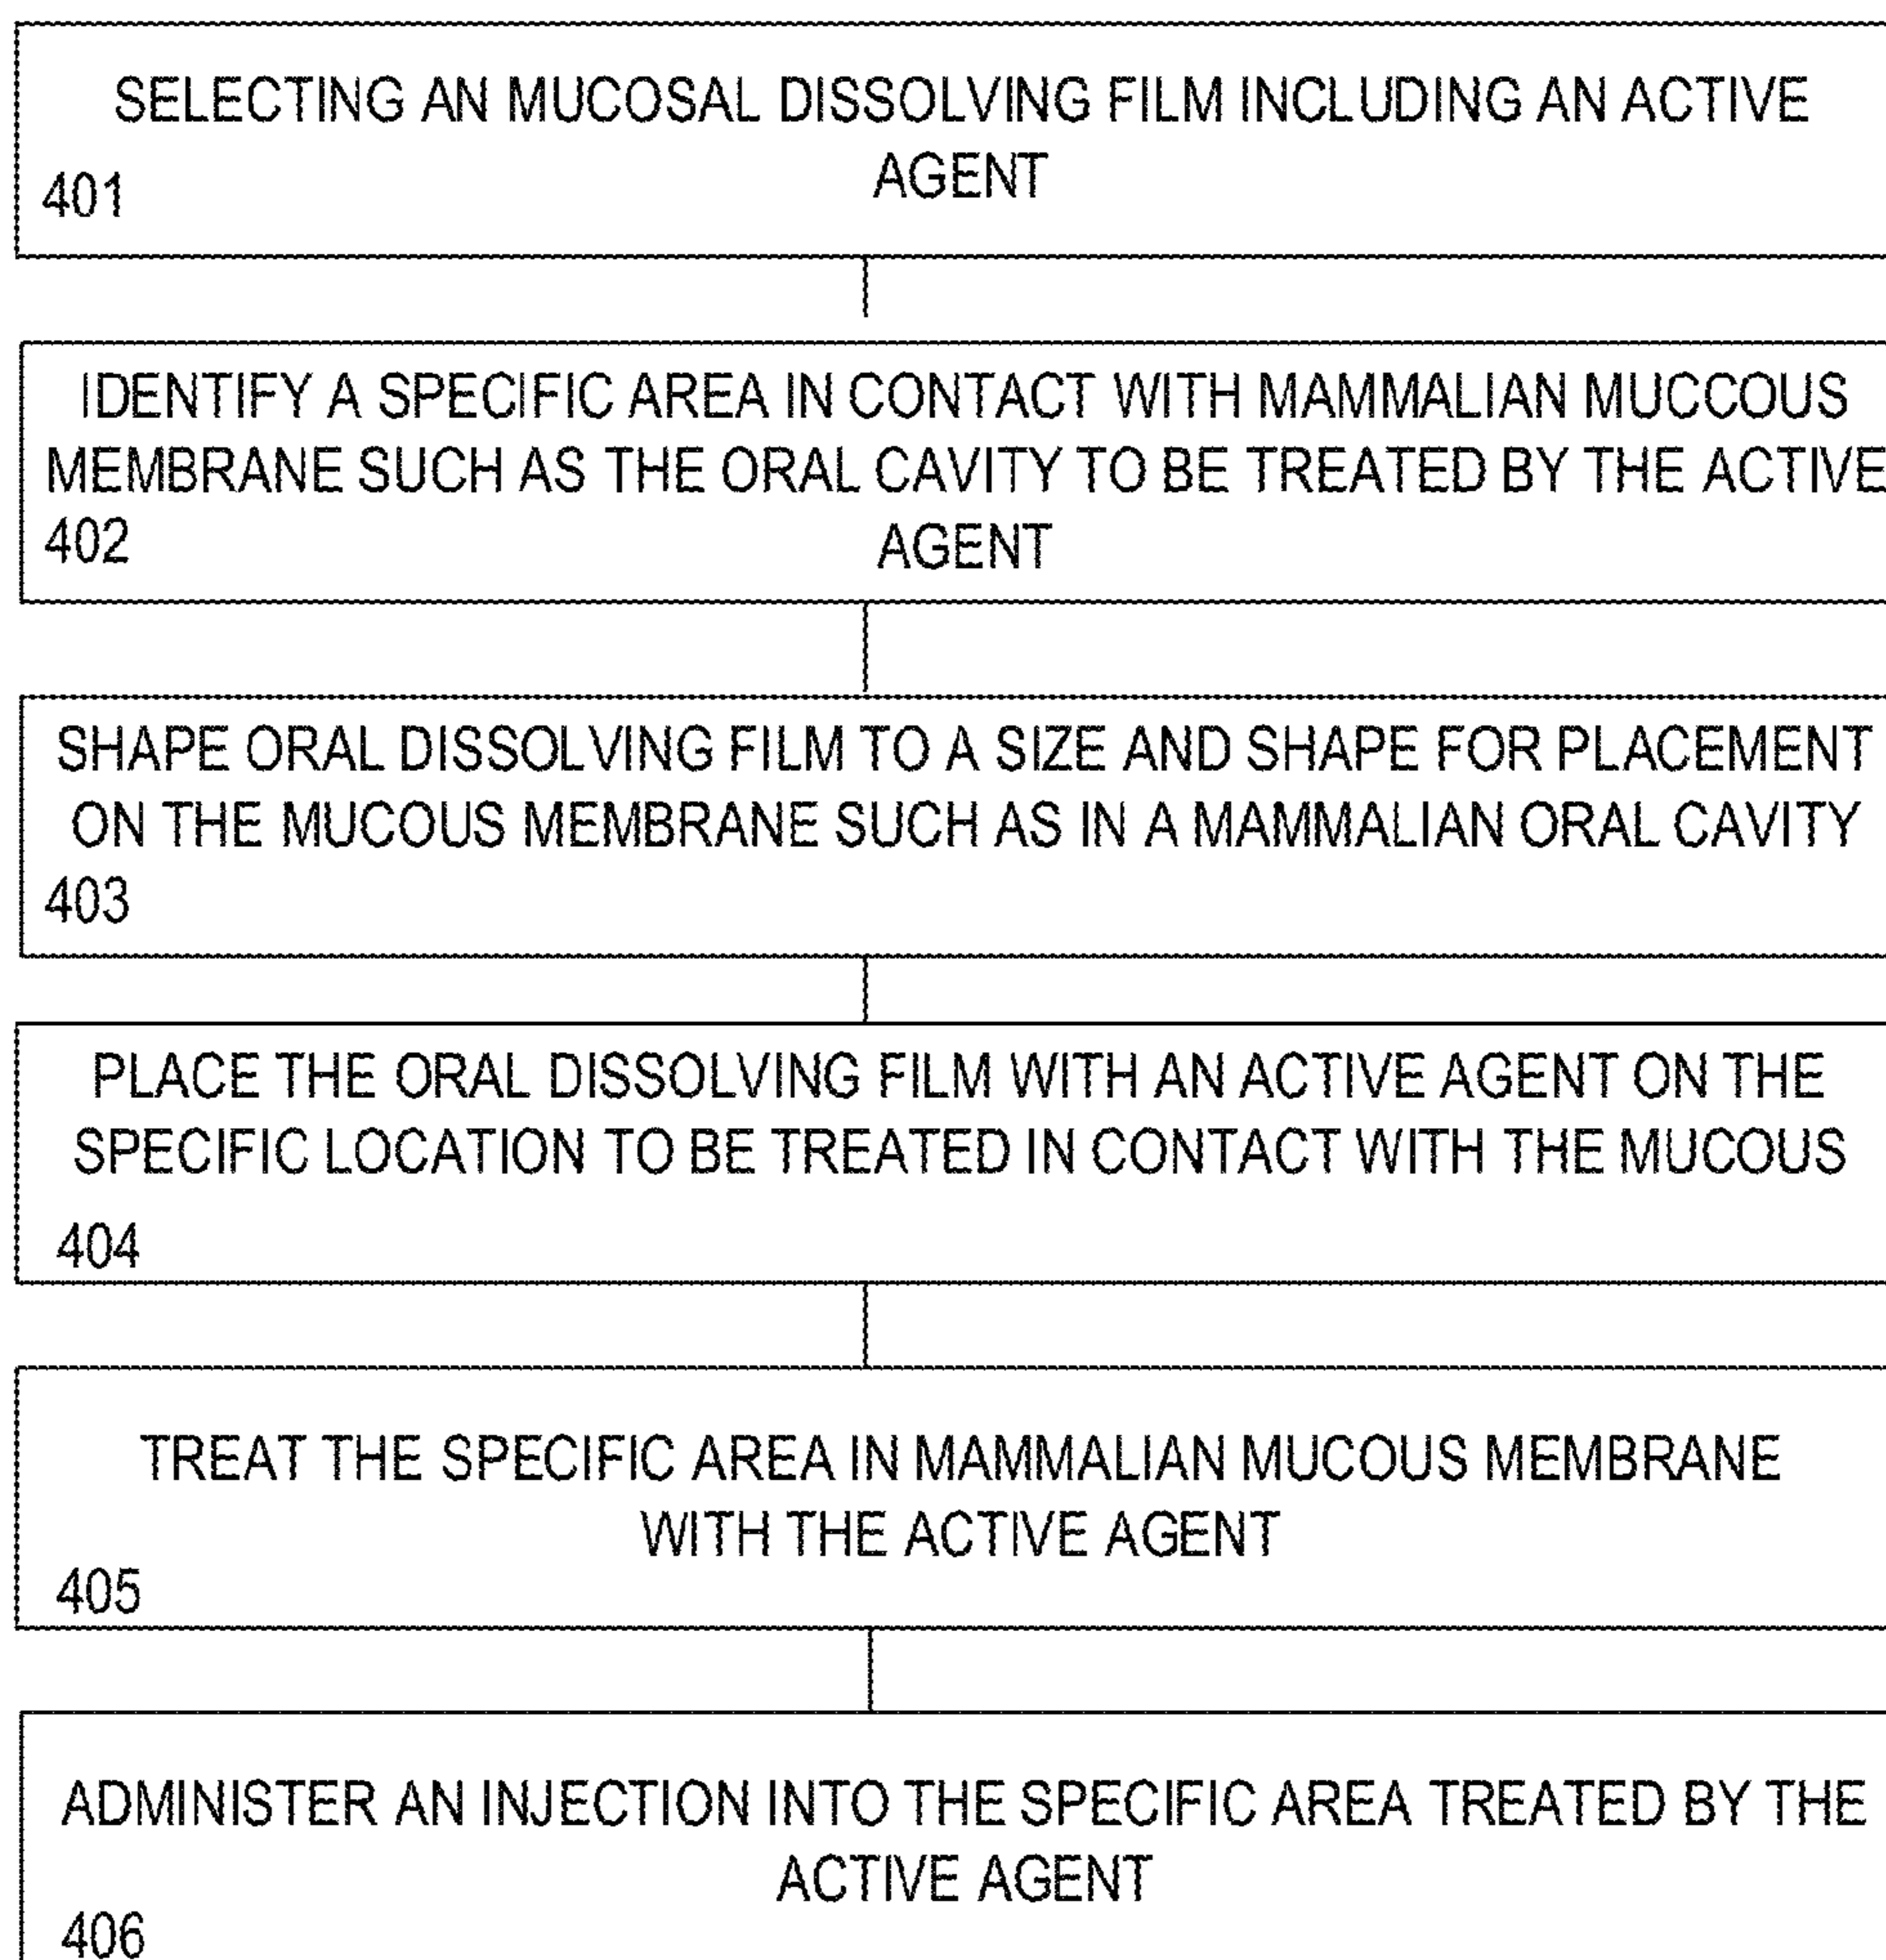 SELECTING AN MUCOSAL DISSOLVING FILM INCLUDING AN ACTIVE
AGENT
401
IDENTIFY A SPECIFIC AREA IN CONTACT WITH MAMMALIAN MUCCOUS
MEMBRANE SUCH AS THE ORAL CAVITY TO BE TREATED BY THE ACTIVE
AGENT
402
SHAPE ORAL DISSOLVING FILM TO A SIZE AND SHAPE FOR PLACEMENT
ON THE MUCOUS MEMBRANE SUCH AS IN A MAMMALIAN ORAL CAVITY
403
PLACE THE ORAL DISSOLVING FILM WITH AN ACTIVE AGENT ON THE
SPECIFIC LOCATION TO BE TREATED IN CONTACT WITH THE MUCOUS
404
TREAT THE SPECIFIC AREA IN MAMMALIAN MUCOUS MEMBRANE
WITH THE ACTIVE AGENT
405
ADMINISTER AN INJECTION INTO THE SPECIFIC AREA TREATED BY THE
ACTIVE AGENT
406